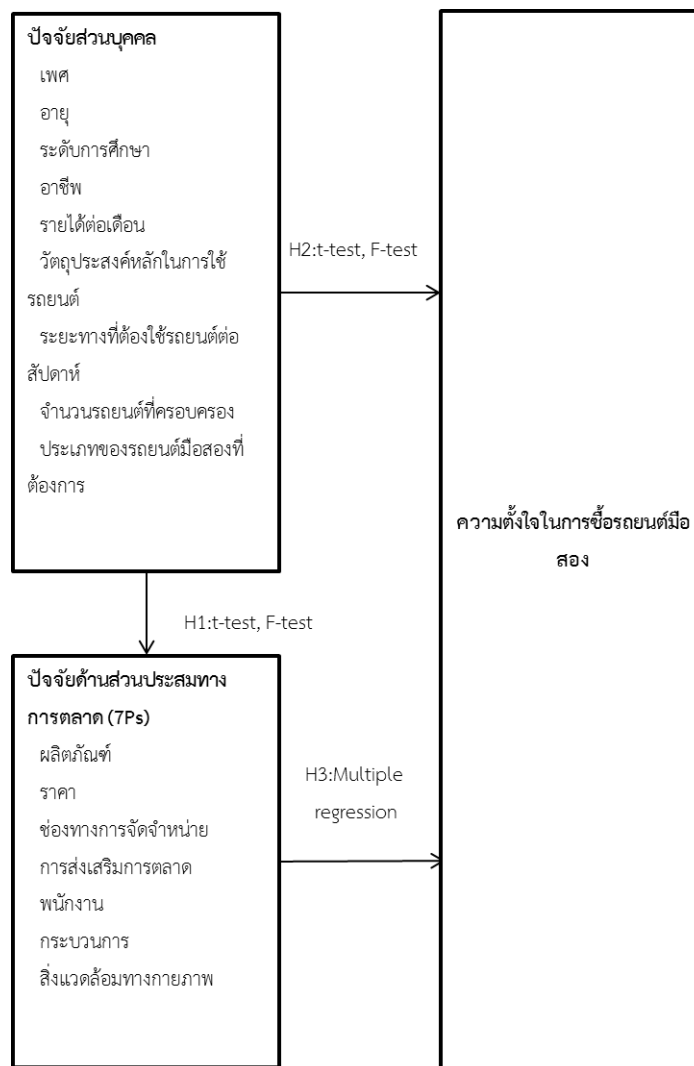 ปัจจัยส่วนบุคคล
เพศ
อายุ
ระดับการศึกษา
อาชีพ
รายได้ต่อเดือน
วัตถุประสงค์หลักในการใช้
รถยนต์
ระยะทางที่ต้องใช้รถยนต์ต่อ
สัปดาห์
จำนวนรถยนต์ที่ครอบครอง
ประเภทของรถยนต์มือสองที่
ต้องการ
H2:t-test, F-test
ความตั้งใจในการซื้อรถยนต์มือ
สอง
H1:t-test, F-test
ปัจจัยด้านส่วนประสมทาง
การตลาด (7Ps)
ผลิตภัณฑ์
ราคา
ช่องทางการจัดจำหน่าย
การส่งเสริมการตลาด
พนักงาน
กระบวนการ
สิ่งแวดล้อมทางกายภาพ
H3:Multiple
regression